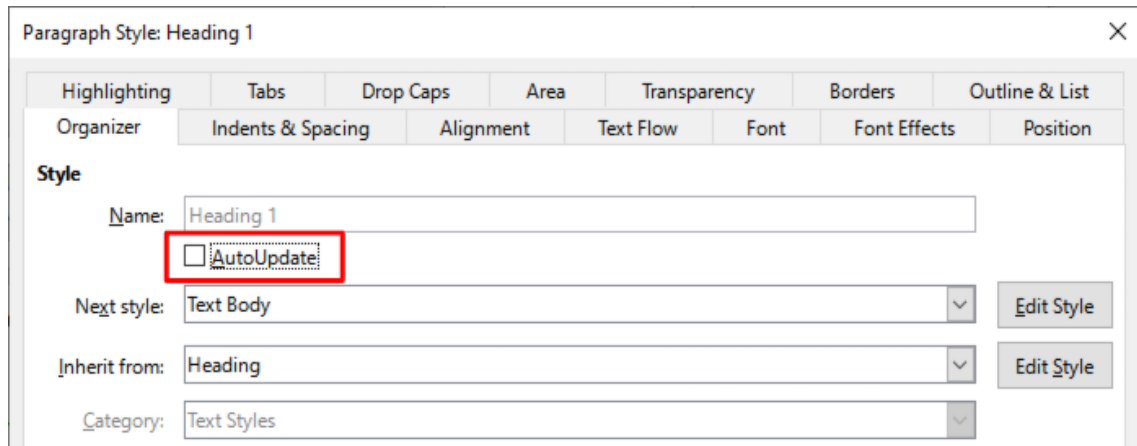 Paragraph Style: Heading 1
Highlighting Tabs Drop Caps Area Transparency Borders Outline & List
Organizer Indents & Spacing Alignment Text Flow Font Font Effects Position
Style
Name: Heading 1
AutoUpdate
Next style: Text Body Edit Style
Inherit from: Heading Edit Style
Category: Text Styles